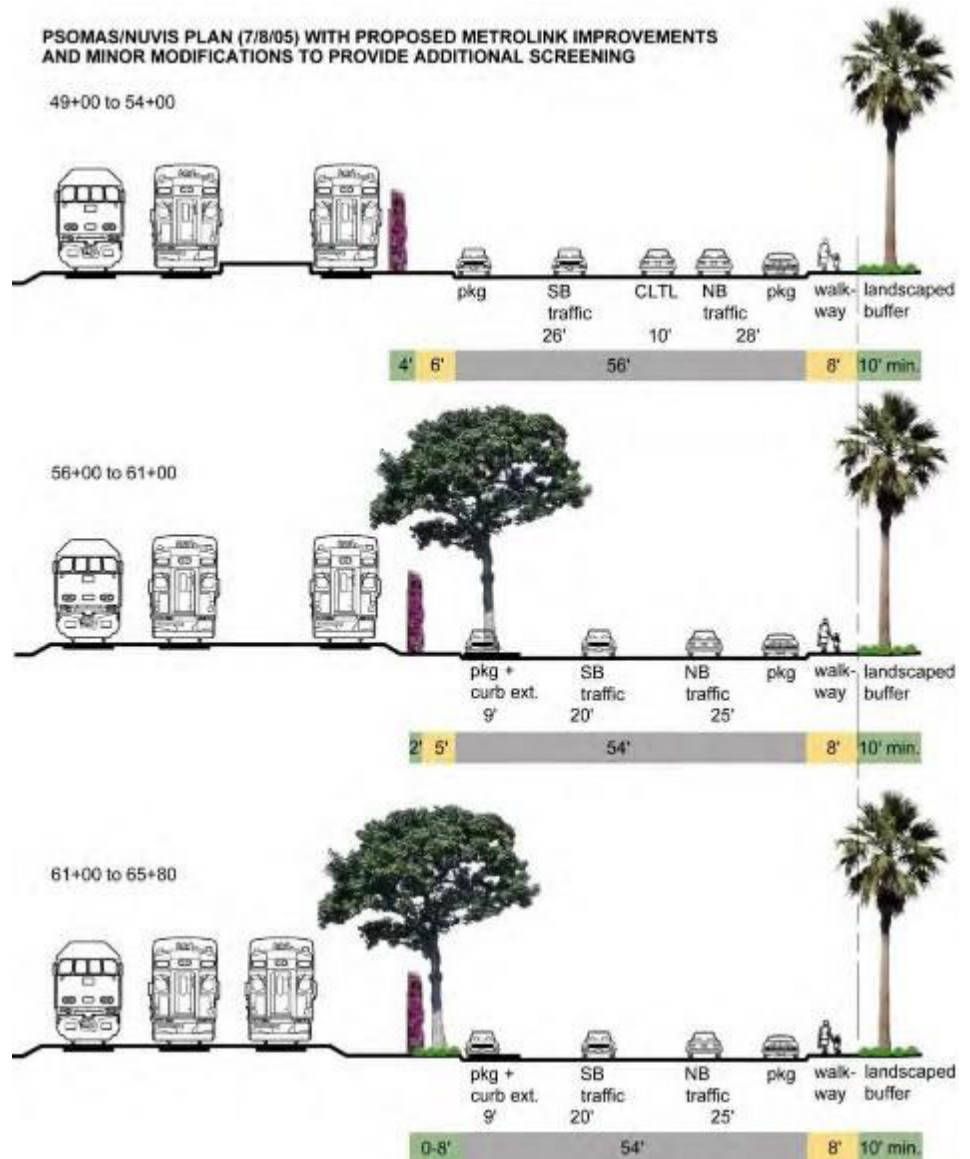 PSOMAS/NUVIS PLAN (7/8/05) WITH PROPOSED METROLINK IMPROVEMENTS
AND MINOR MODIFICATIONS TO PROVIDE ADDITIONAL SCREENING
49+00 to 54+00
pkg SB CLTL NB pkg walk- landscaped
traffic traffic way buffer
26' 10' 28'
4' 6' 56' 8' 10' min.
56+00 to 61+00
pkg + SB NB pkg walk- landscaped
curb ext. traffic traffic way buffer
9' 20' 25'
2' 5' 54' 8' 10' min.
61+00 to 65+80
pkg + SB NB pkg walk- landscaped
curb ext. traffic traffic way buffer
9' 20' 25'
0-8' 54' 8' 10' min.